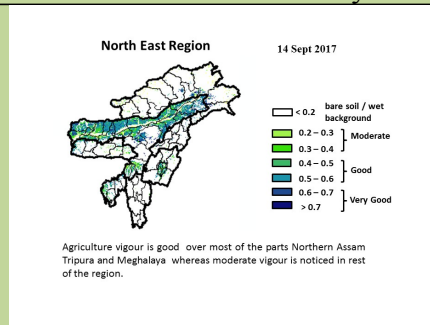 North East Region
14 Sept 2017
< 0.2 bare soil / wet
background
0.2 – 0.3
Moderate
0.3 – 0.4
0.4 – 0.5
Good
0.5 – 0.6
0.6 – 0.7
Very Good
> 0.7
Agriculture vigour is good over most of the parts Northern Assam
Tripura and Meghalaya whereas moderate vigour is noticed in rest
of the region.